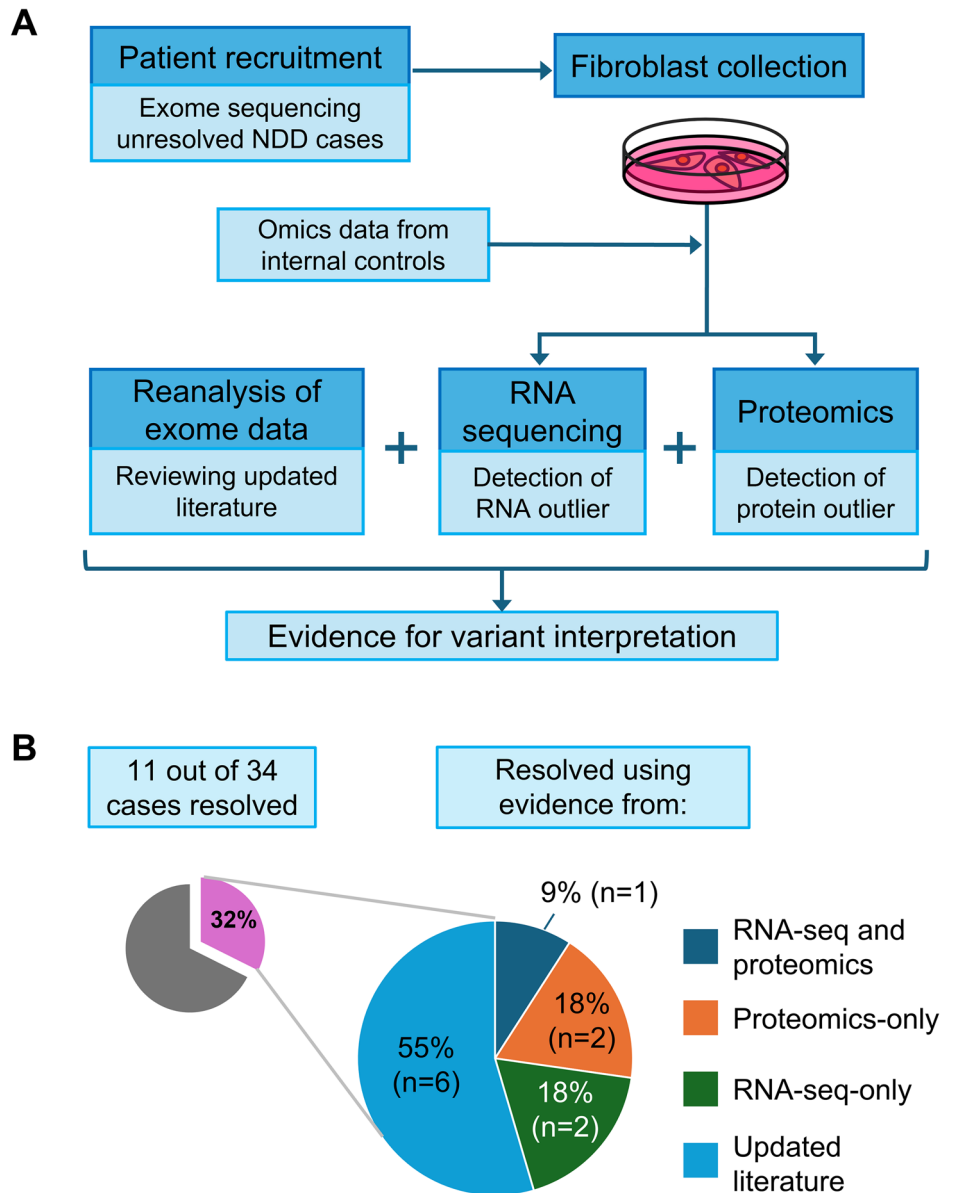 A
Patient recruitment
Exome sequencing
unresolved NDD cases
Fibroblast collection
Omics data from
internal controls
Reanalysis of
exome data
Reviewing updated
literature
+
RNA
sequencing
Detection of
RNA outlier
+
Proteomics
Detection of
protein outlier
Evidence for variant interpretation
B
11 out of 34
cases resolved
Resolved using
evidence from:
32%
9% (n=1)
18%
(n=2)
18%
(n=2)
55%
(n=6)
RNA-seq and
proteomics
Proteomics-only
RNA-seq-only
Updated
literature